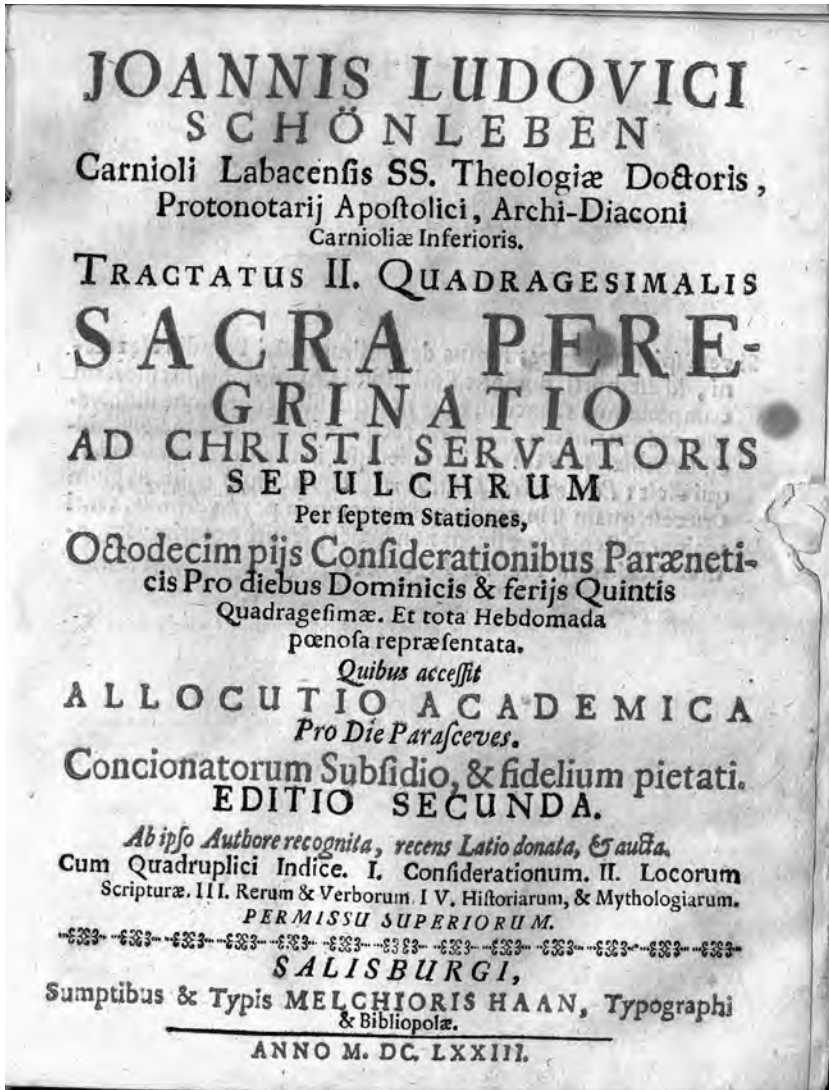 JOANNIS LUDOVICI
SCHÖNLEBEN
Carnioli Labacenſis SS. Theologiæ Doctoris,
Protonotarij Apoſtolici, Archi-Diaconi
Carnioliæ Inferioris.
TRACTATUS II. QUADRAGESIMALIS
SACRA PERE-
GRINATIO
AD CHRISTI SERVATORIS
SEPULCHRUM
Per ſeptem Stationes,
Octodecim pijs Conſiderationibus Paræneti-
cis Pro diebus Dominicis & ferijs Quintis
Quadrageſimæ. Et tota Hebdomada
pœnoſa repræſentata.
Quibus acceſſit
ALLOCUTIO ACADEMICA
Pro Die Paraſceves.
Concionatorum Subſidio, & fidelium pietati.
EDITIO SECUNDA.
Ab ipſo Authore recognita, recens Latio donata, & aucta.
Cum Quadruplici Indice. I. Conſiderationum. II. Locorum
Scripturæ. III. Rerum & Verborum IV. Hiſtoriarum, & Mythologiarum.
PERMISSU SUPERIORUM.
SALISBURGI,
Sumptibus & Typis MELCHIORIS HAAN, Typographi
& Bibliopolæ.
ANNO M. DC. LXXIII.